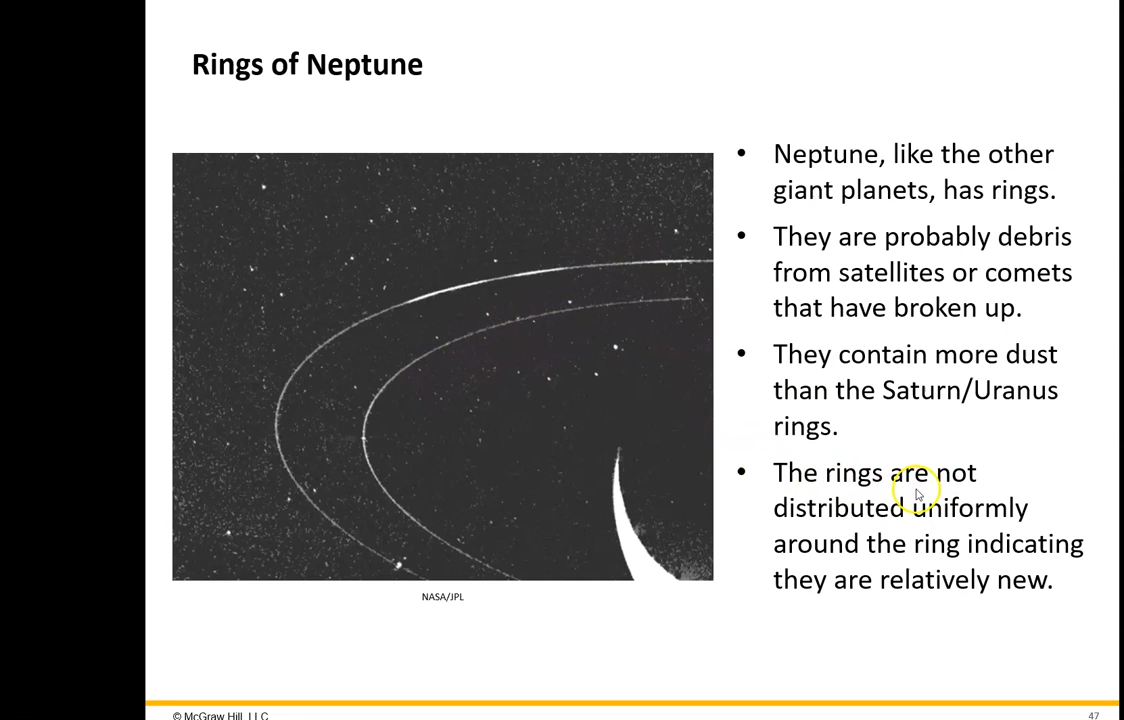 Rings of Neptune
• Neptune, like the other
giant planets, has rings.
• They are probably debris
from satellites or comets
that have broken up.
• They contain more dust
than the Saturn/Uranus
rings.
• The rings are not
distributed uniformly
around the ring indicating
they are relatively new.
NASA/JPL
© McGraw Hill, LLC
47